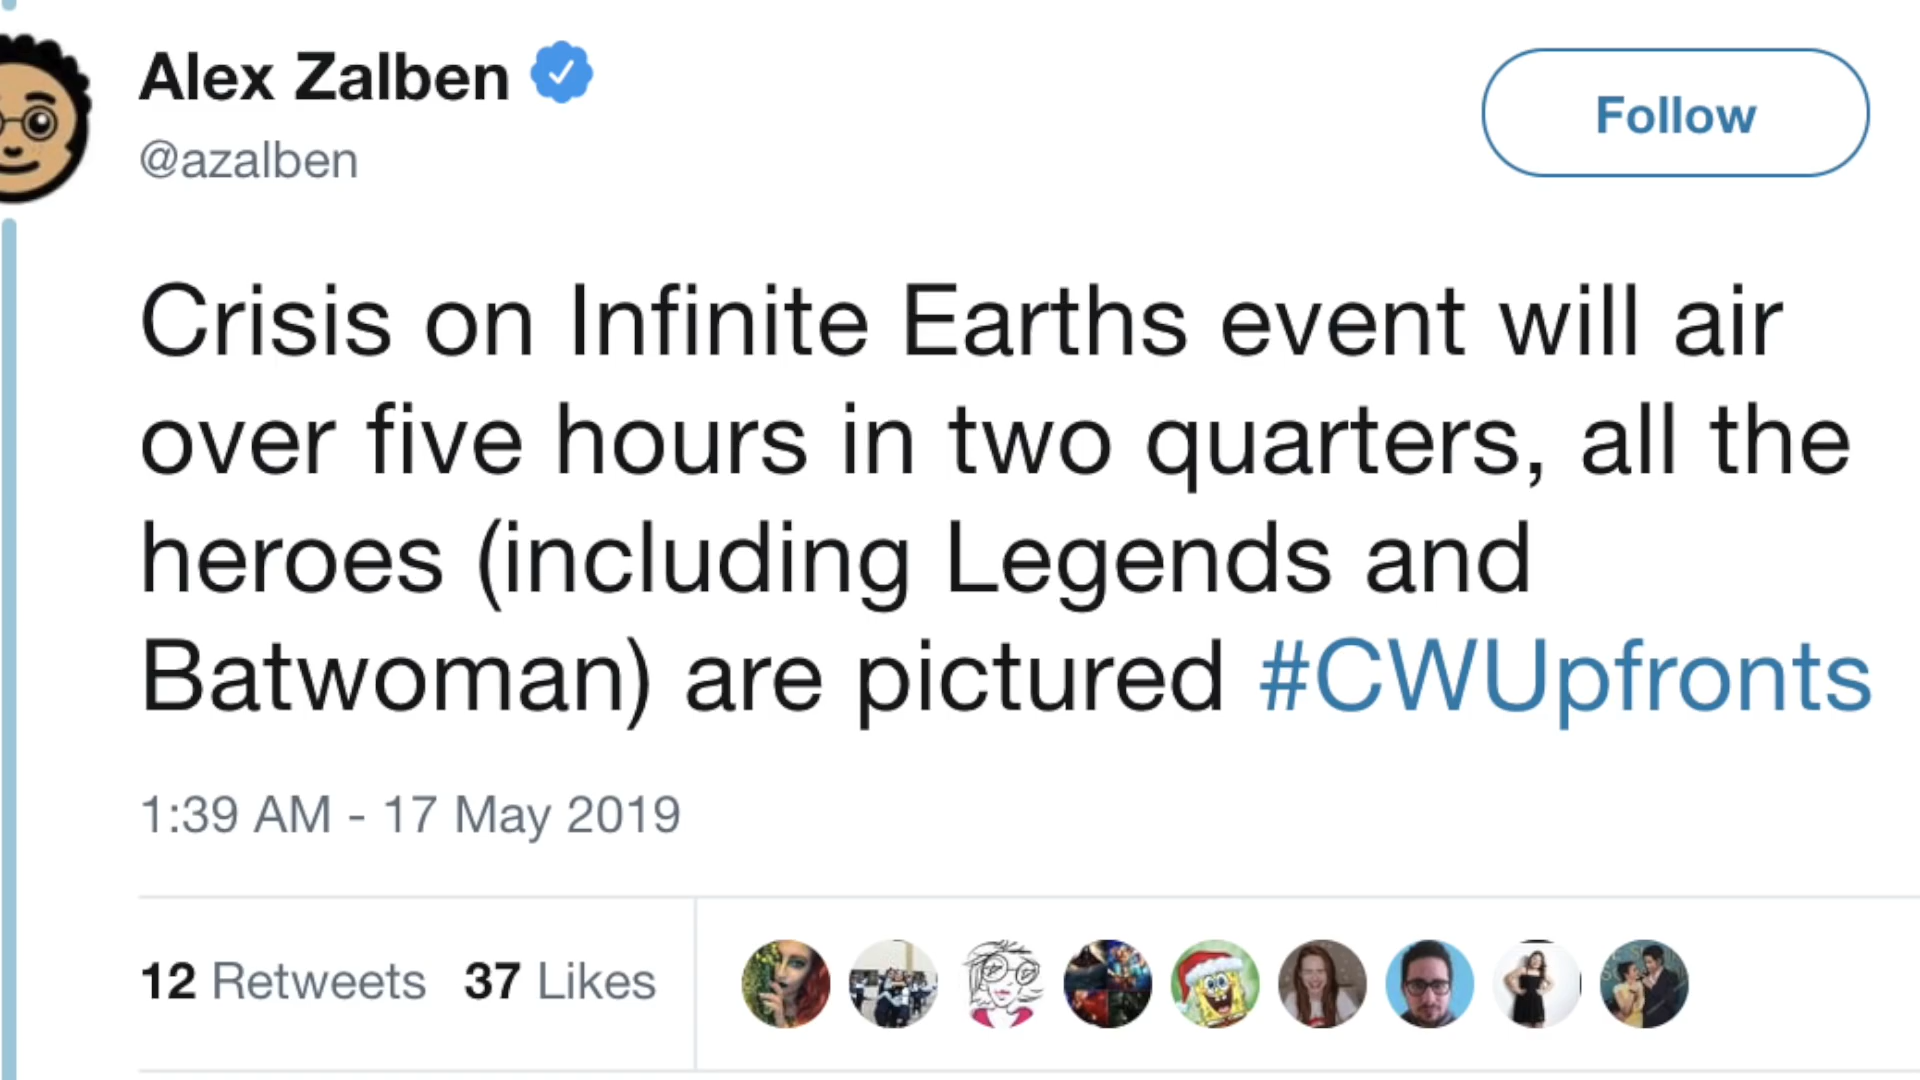 Alex Zalben
@azalben
Follow
Crisis on Infinite Earths event will air
over five hours in two quarters, all the
heroes (including Legends and
Batwoman) are pictured #CWUpfronts
1:39 AM - 17 May 2019
12 Retweets 37 Likes